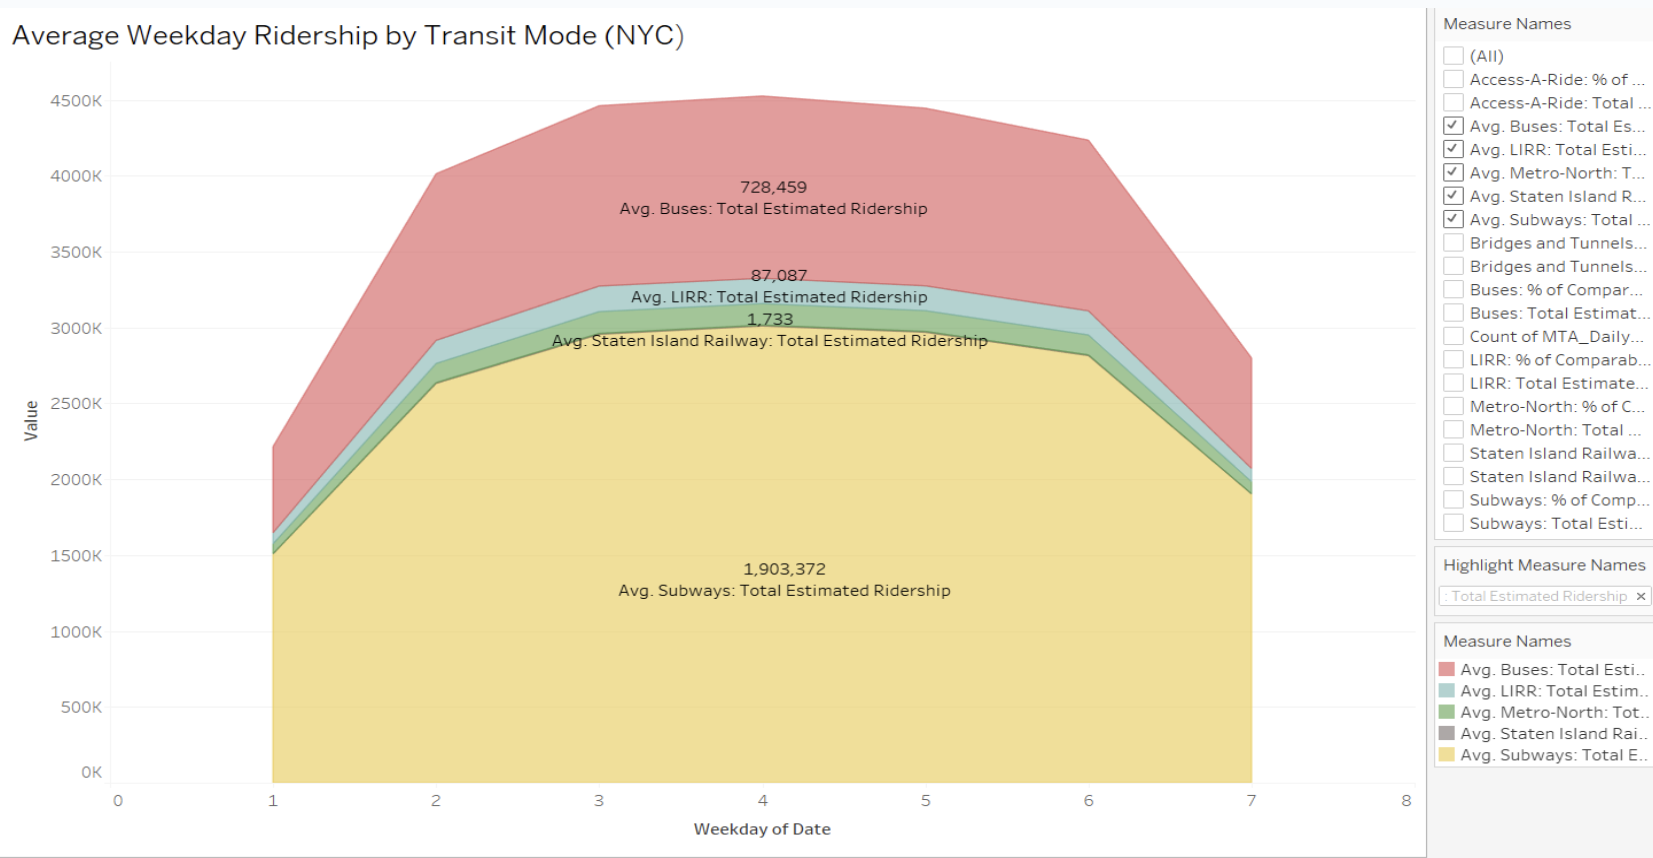 Average Weekday Ridership by Transit Mode (NYC)
4500K
4000K
3500K
3000K
2500K
2000K
1500K
1000K
500K
0K
Value
728,459
Avg. Buses: Total Estimated Ridership
87,087
Avg. LIRR: Total Estimated Ridership
1,733
Avg. Staten Island Railway: Total Estimated Ridership
1,903,372
Avg. Subways: Total Estimated Ridership
0 1 2 3 4 5 6 7 8
Weekday of Date
Measure Names
(All)
Access-A-Ride: % of ...
Access-A-Ride: Total ...
Avg. Buses: Total Es...
Avg. LIRR: Total Esti...
Avg. Metro-North: T...
Avg. Staten Island R...
Avg. Subways: Total ...
Bridges and Tunnels...
Bridges and Tunnels...
Buses: % of Compar...
Buses: Total Estimat...
Count of MTA_Daily...
LIRR: % of Comparab...
LIRR: Total Estimate...
Metro-North: % of C...
Metro-North: Total ...
Staten Island Railwa...
Staten Island Railwa...
Subways: % of Comp...
Subways: Total Esti...
Highlight Measure Names
: Total Estimated Ridership ×
Measure Names
Avg. Buses: Total Esti..
Avg. LIRR: Total Estim..
Avg. Metro-North: Tot..
Avg. Staten Island Rai..
Avg. Subways: Total E..